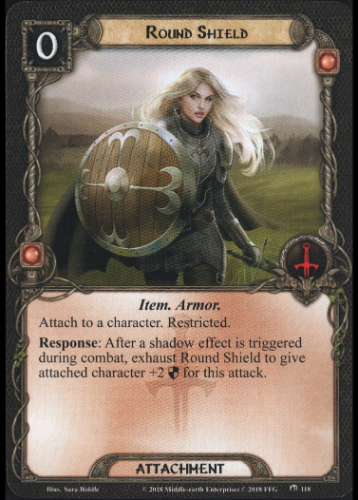 0
Round Shield
Item. Armor.
Attach to a character. Restricted.
Response: After a shadow effect is triggered
during combat, exhaust Round Shield to give
attached character +2 for this attack.
Illus. Sara Biddle
© 2018 Middle-earth Enterprises © 2018 FFG
118
ATTACHMENT